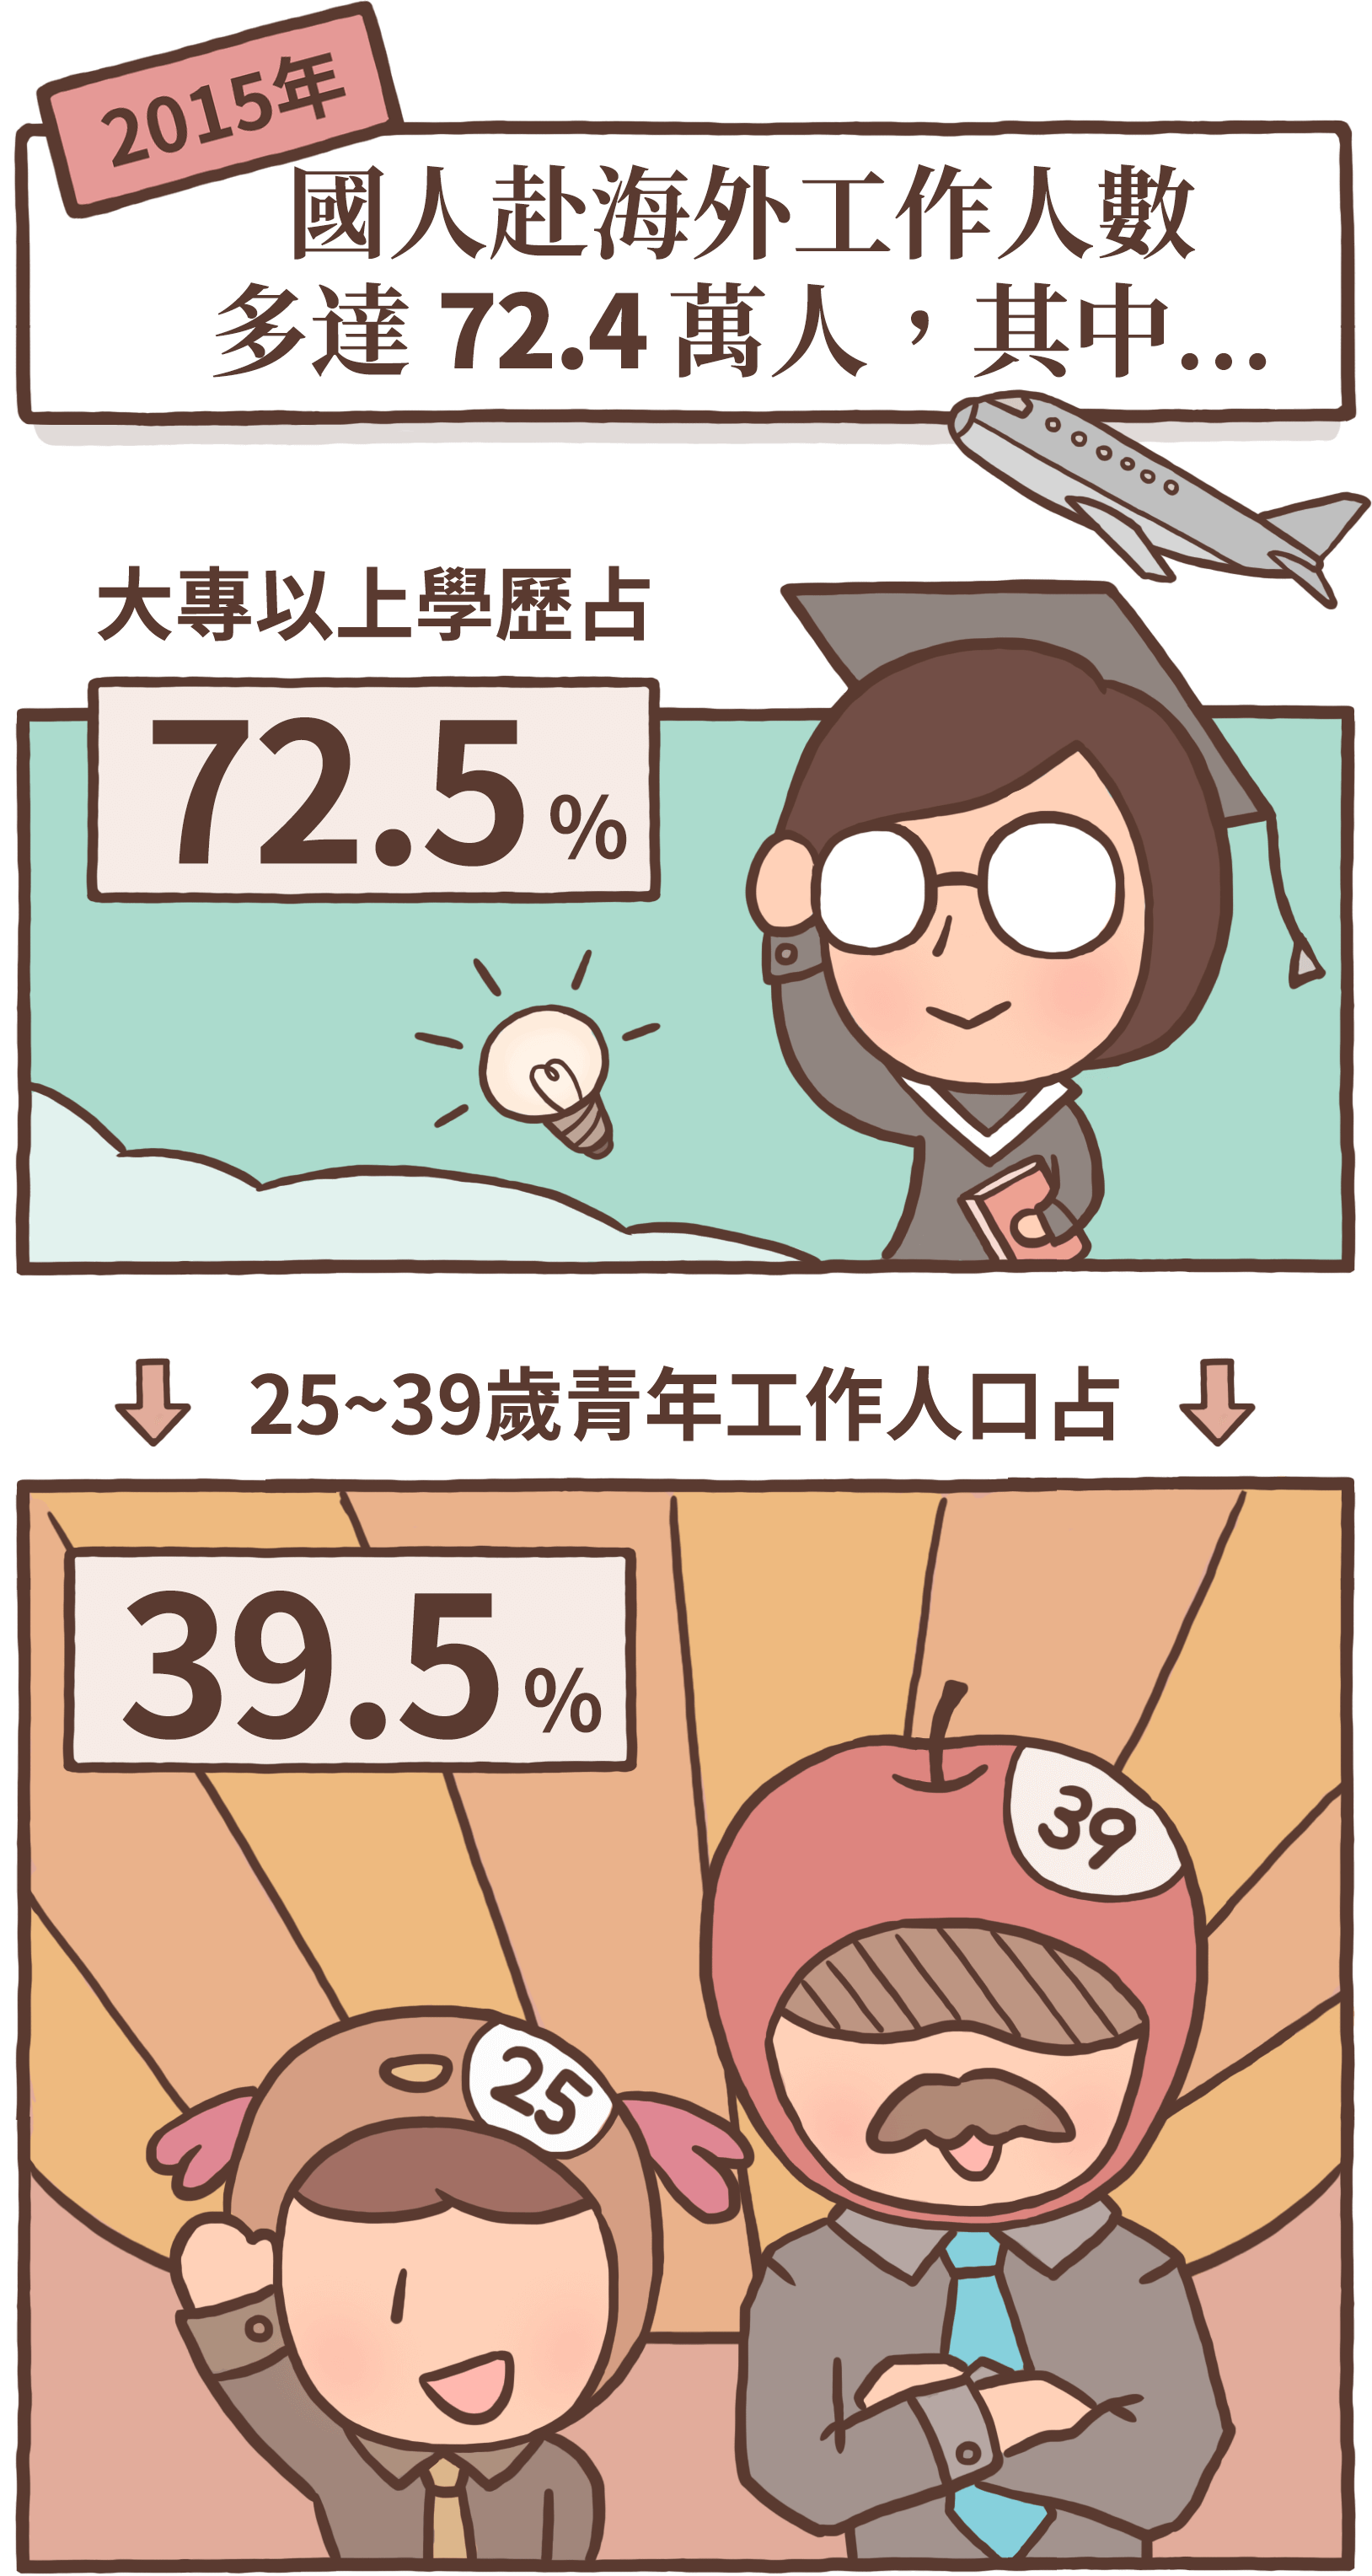 2015年
國人赴海外工作人數
多達 72.4 萬人，其中...
大專以上學歷占
72.5 %
25~39歲青年工作人口占
39.5 %
39
25